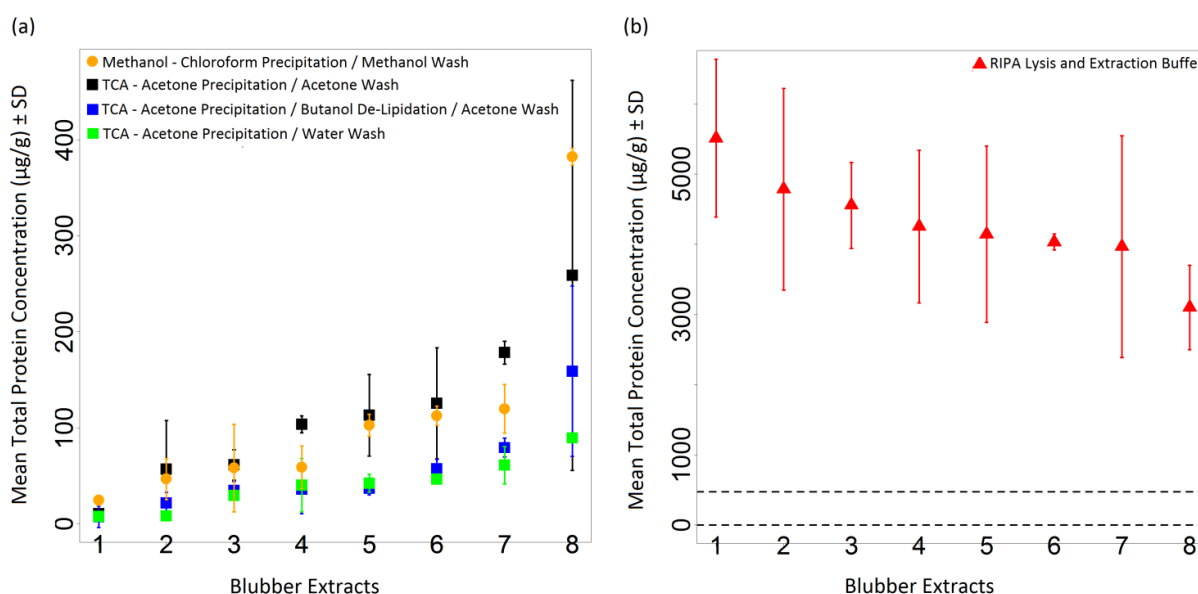 (a)
Methanol - Chloroform Precipitation / Methanol Wash
TCA - Acetone Precipitation / Acetone Wash
TCA - Acetone Precipitation / Butanol De-Lipidation / Acetone Wash
TCA - Acetone Precipitation / Water Wash
Mean Total Protein Concentration (µg/g) ± SD
400
300
200
100
0
1 2 3 4 5 6 7 8
Blubber Extracts
(b)
RIPA Lysis and Extraction Buffe
Mean Total Protein Concentration (µg/g) ± SD
5000
3000
1000
0
1 2 3 4 5 6 7 8
Blubber Extracts